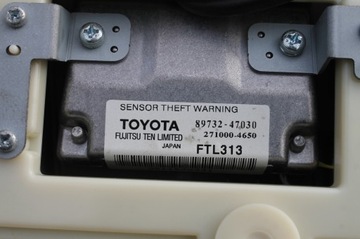 SENSOR THEFT WARNING
TOYOTA 89732-47030
FUJITSU TEN LIMITED 271000-4650
JAPAN FTL313